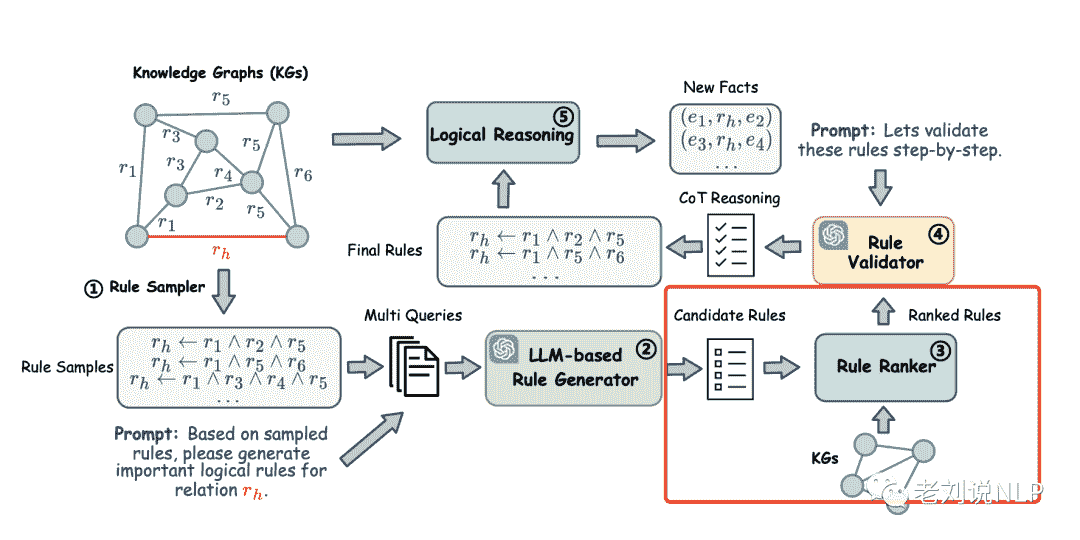 Knowledge Graphs (KGs)
r₅
r₃
r₅
r₁
r₃
r₄
r₆
r₂
r₅
r₁
rₕ
① Rule Sampler
Rule Samples
rₕ ← r₁ ∧ r₂ ∧ r₅
rₕ ← r₁ ∧ r₅ ∧ r₆
rₕ ← r₁ ∧ r₃ ∧ r₄ ∧ r₅
...
Prompt: Based on sampled
rules, please generate
important logical rules for
relation rₕ.
Multi Queries
②
LLM-based
Rule Generator
Candidate Rules
③
Rule Ranker
KGs
Ranked Rules
④
Rule
Validator
Prompt: Lets validate
these rules step-by-step.
CoT Reasoning
Final Rules
rₕ ← r₁ ∧ r₂ ∧ r₅
rₕ ← r₁ ∧ r₅ ∧ r₆
...
⑤
Logical Reasoning
New Facts
(e₁, rₕ, e₂)
(e₃, rₕ, e₄)
...
老刘说NLP